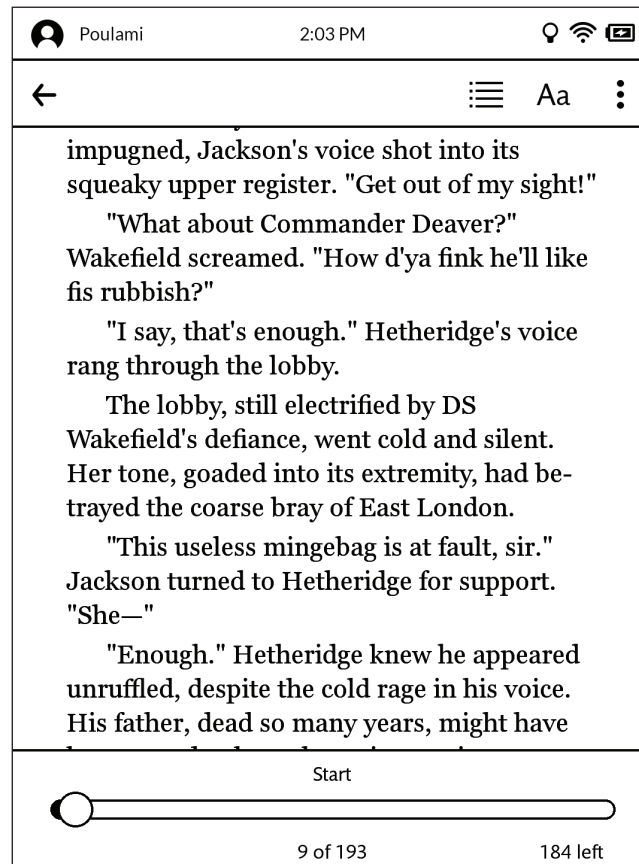 Poulami
2:03 PM
Aa
impugned, Jackson's voice shot into its
squeaky upper register. "Get out of my sight!"
"What about Commander Deaver?"
Wakefield screamed. "How d'ya fink he'll like
fis rubbish?"
"I say, that's enough." Hetheridge's voice
rang through the lobby.
The lobby, still electrified by DS
Wakefield's defiance, went cold and silent.
Her tone, goaded into its extremity, had be-
trayed the coarse bray of East London.
"This useless mingebag is at fault, sir."
Jackson turned to Hetheridge for support.
"She—"
"Enough." Hetheridge knew he appeared
unruffled, despite the cold rage in his voice.
His father, dead so many years, might have
Start
9 of 193
184 left